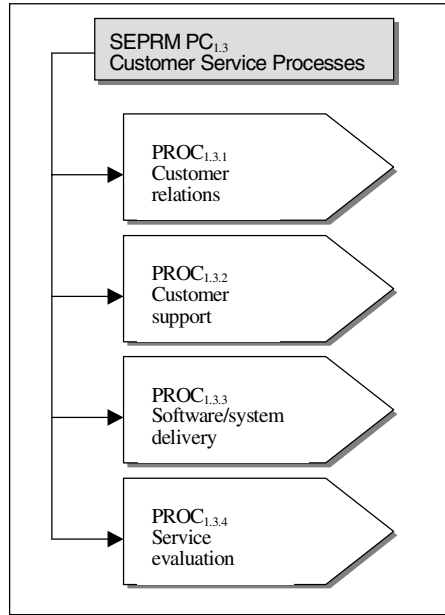 SEPRM PC1.3
Customer Service Processes
PROC1.3.1
Customer
relations
PROC1.3.2
Customer
support
PROC1.3.3
Software/system
delivery
PROC1.3.4
Service
evaluation